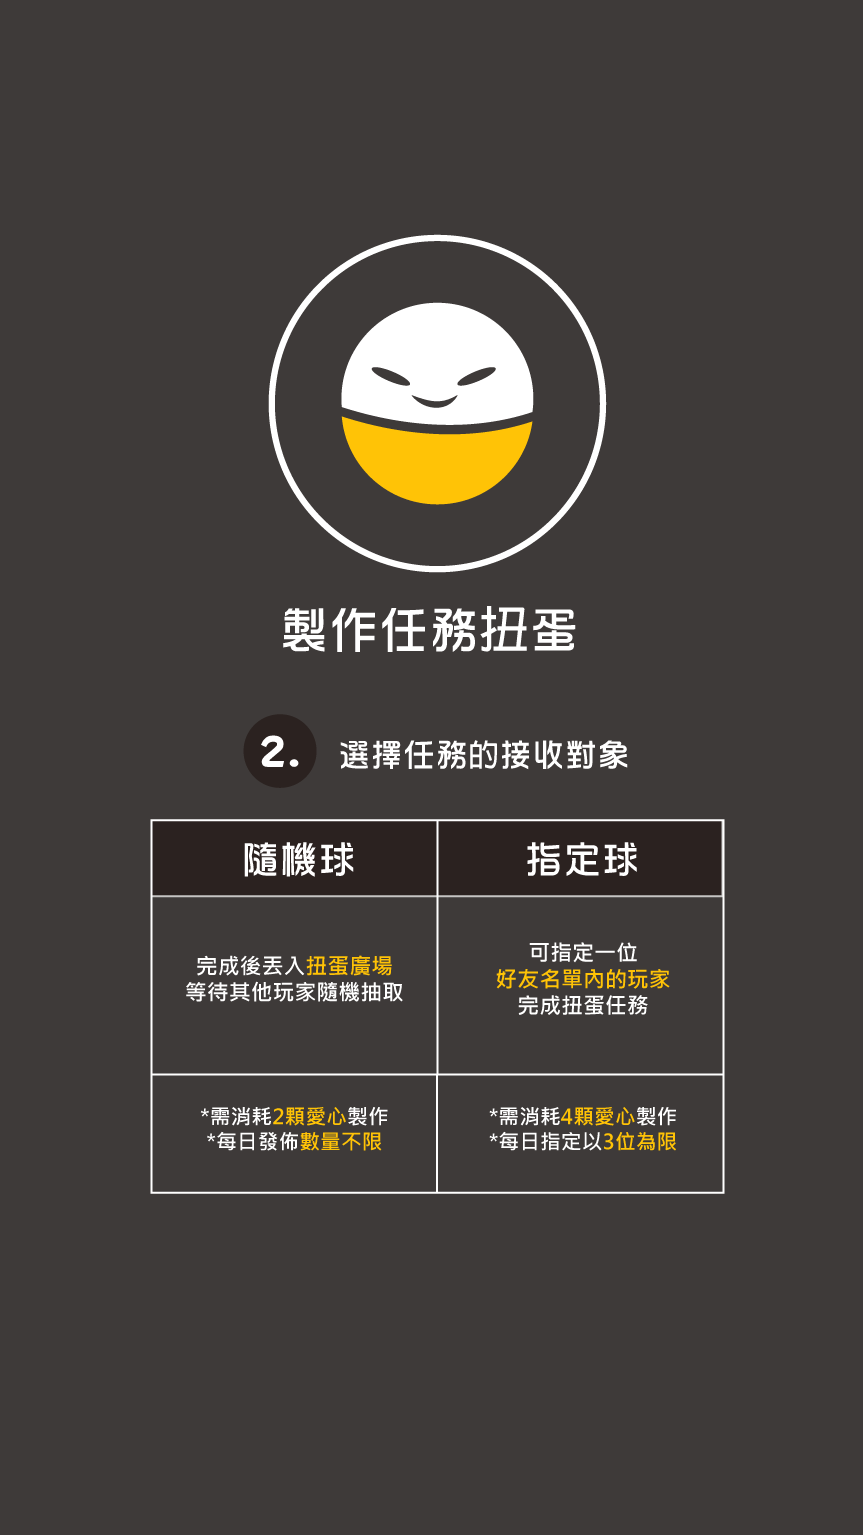 製作任務扭蛋
2. 選擇任務的接收對象
隨機球
指定球
完成後丟入扭蛋廣場
等待其他玩家隨機抽取
可指定一位
好友名單內的玩家
完成扭蛋任務
*需消耗2顆愛心製作
*每日發佈數量不限
*需消耗4顆愛心製作
*每日指定以3位為限